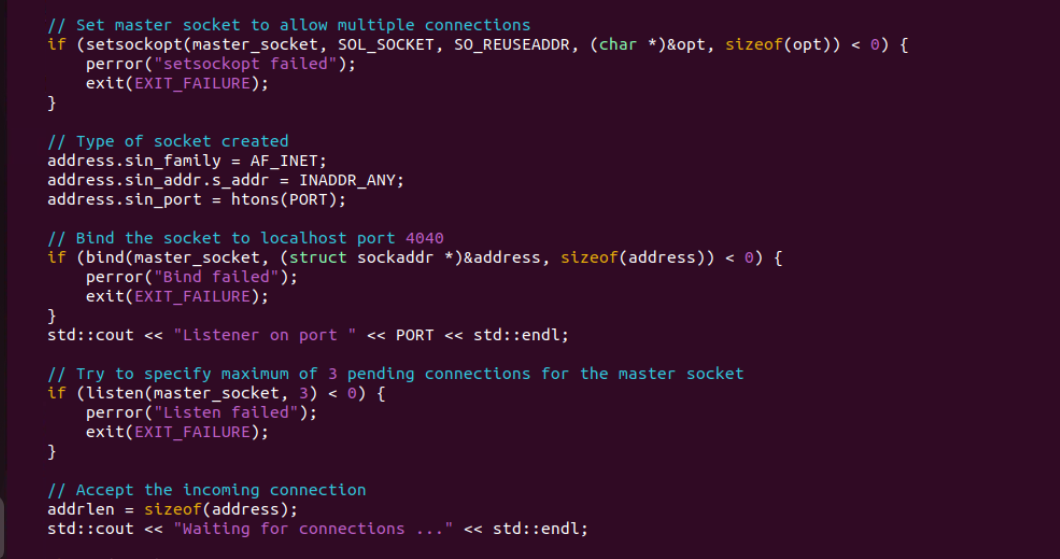 // Set master socket to allow multiple connections
if (setsockopt(master_socket, SOL_SOCKET, SO_REUSEADDR, (char *)&opt, sizeof(opt)) < 0) {
    perror("setsockopt failed");
    exit(EXIT_FAILURE);
}

// Type of socket created
address.sin_family = AF_INET;
address.sin_addr.s_addr = INADDR_ANY;
address.sin_port = htons(PORT);

// Bind the socket to localhost port 4040
if (bind(master_socket, (struct sockaddr *)&address, sizeof(address)) < 0) {
    perror("Bind failed");
    exit(EXIT_FAILURE);
}
std::cout << "Listener on port " << PORT << std::endl;

// Try to specify maximum of 3 pending connections for the master socket
if (listen(master_socket, 3) < 0) {
    perror("Listen failed");
    exit(EXIT_FAILURE);
}

// Accept the incoming connection
addrlen = sizeof(address);
std::cout << "Waiting for connections ..." << std::endl;